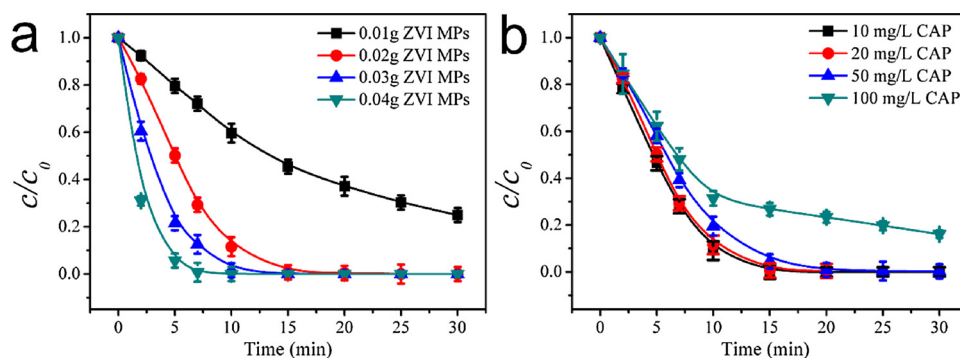 a
1.0
0.8
0.6
0.4
0.2
0.0
c/c0
0.01g ZVI MPs
0.02g ZVI MPs
0.03g ZVI MPs
0.04g ZVI MPs
0 5 10 15 20 25 30
Time (min)
b
1.0
0.8
0.6
0.4
0.2
0.0
c/c0
10 mg/L CAP
20 mg/L CAP
50 mg/L CAP
100 mg/L CAP
0 5 10 15 20 25 30
Time (min)